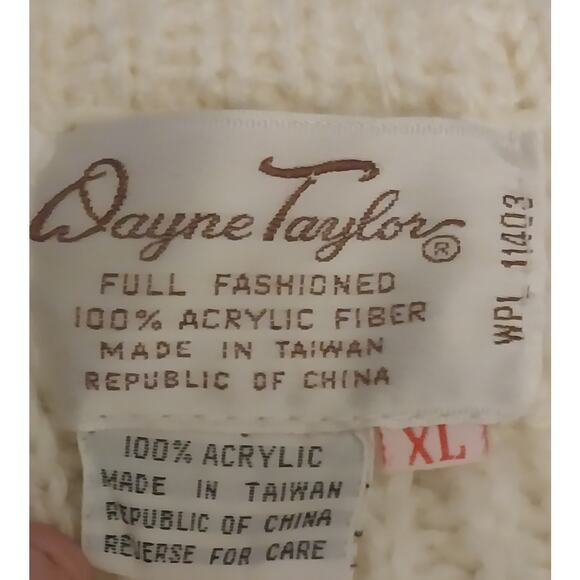 Dayne Taylor®
FULL FASHIONED
100% ACRYLIC FIBER
MADE IN TAIWAN
REPUBLIC OF CHINA
WPL 11403
100% ACRYLIC
MADE IN TAIWAN
REPUBLIC OF CHINA
REVERSE FOR CARE
XL